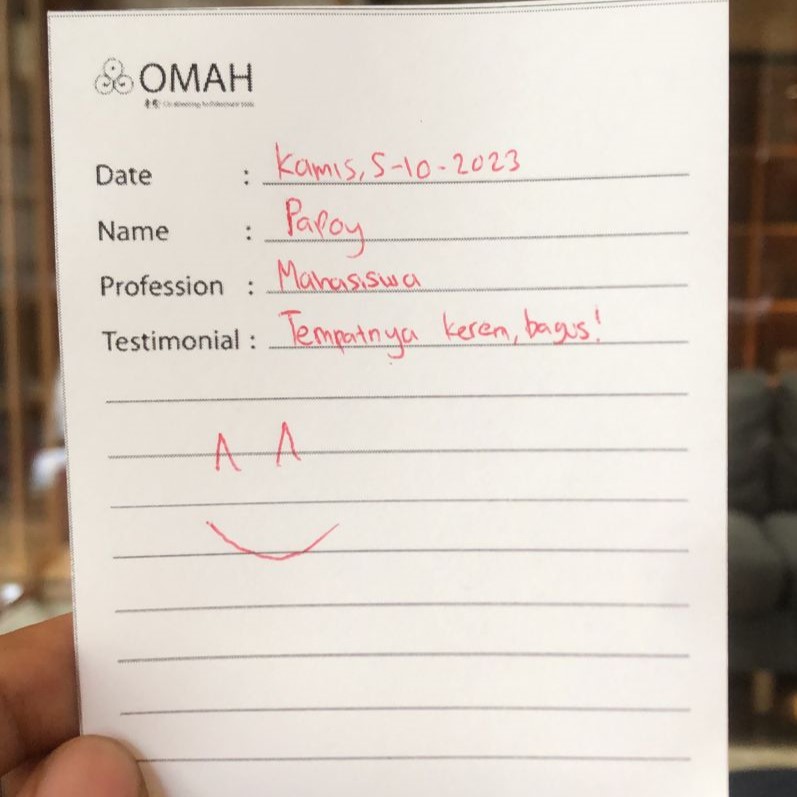 OMAH
Date : Kamis, 5-10-2023
Name : Papoy
Profession : Mahasiswa
Testimonial : Tempatnya keren, bagus!